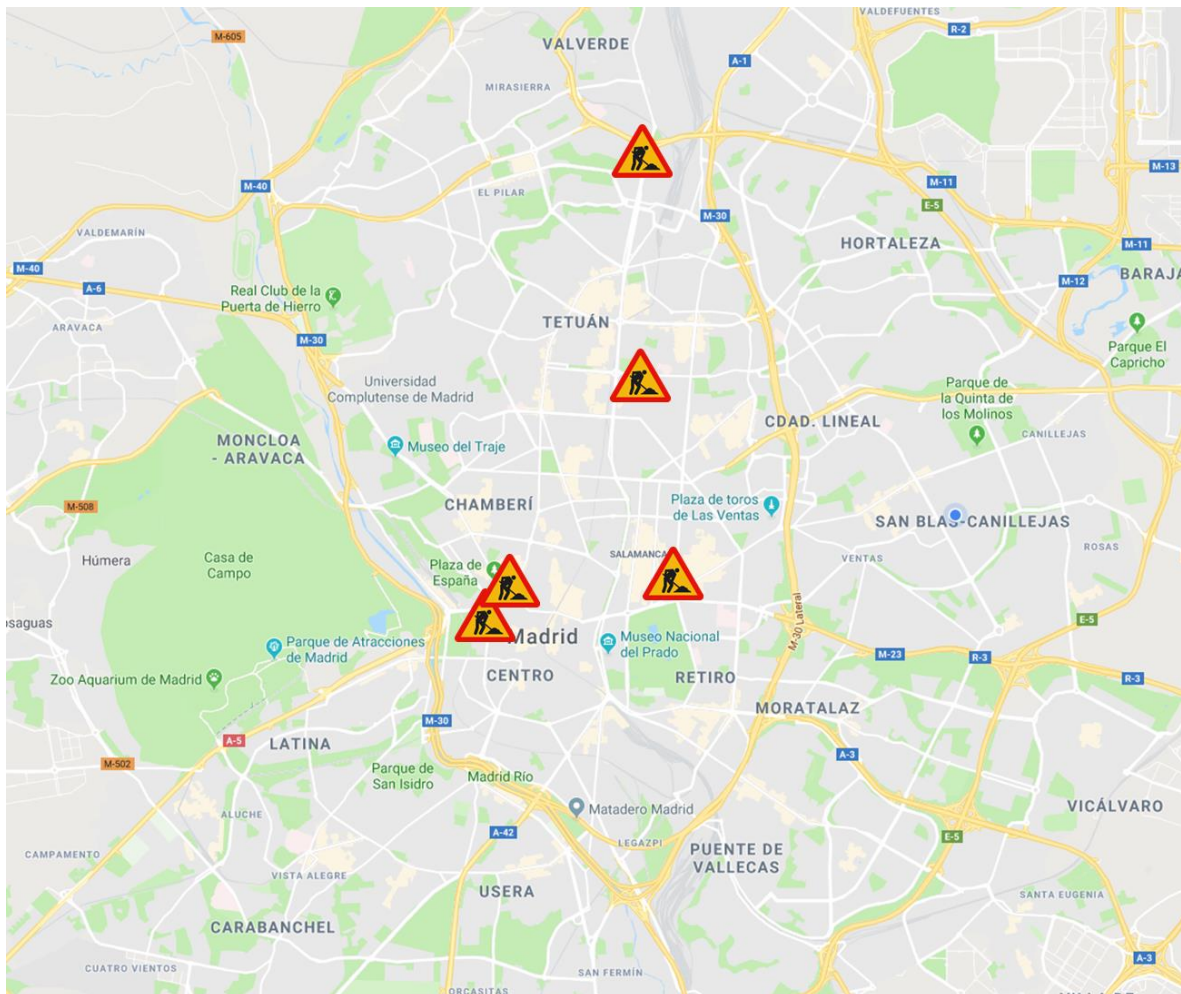 VALDEFUENTES
M-605
R-2
VALVERDE
A-1
MIRASIERRA
M-13
M-40
EL PILAR
M-11
E-5
M-30
VALDEMARÍN
HORTALEZA
M-11
M-40
BARAJA
A-6
M-12
Real Club de la
Puerta de Hierro
ARAVACA
TETUÁN
M-30
Parque El
Capricho
Universidad
Complutense de Madrid
Parque de
la Quinta de
los Molinos
CDAD. LINEAL
MONCLOA
- ARAVACA
Museo del Traje
CANILLEJAS
CHAMBERÍ
Plaza de toros
de Las Ventas
M-508
SAN BLAS-CANILLEJAS
ROSAS
Húmera
Casa de
Campo
Plaza de
España
SALAMANCA
VENTAS
M-30 Lateral
E-5
osaguas
Madrid
Parque de Atracciones
de Madrid
Museo Nacional
del Prado
M-23
R-3
R-3
Zoo Aquarium de Madrid
CENTRO
RETIRO
MORATALAZ
M-30
A-5
LATINA
M-502
A-3
Parque de
San Isidro
Madrid Río
Matadero Madrid
VICÁLVARO
ALUCHE
A-42
LEGAZPI
E-5
PUENTE DE
VALLECAS
CAMPAMENTO
VISTA ALEGRE
USERA
SANTA EUGENIA
CARABANCHEL
A-3
CUATRO VIENTOS
SAN FERMÍN
ORCASITAS